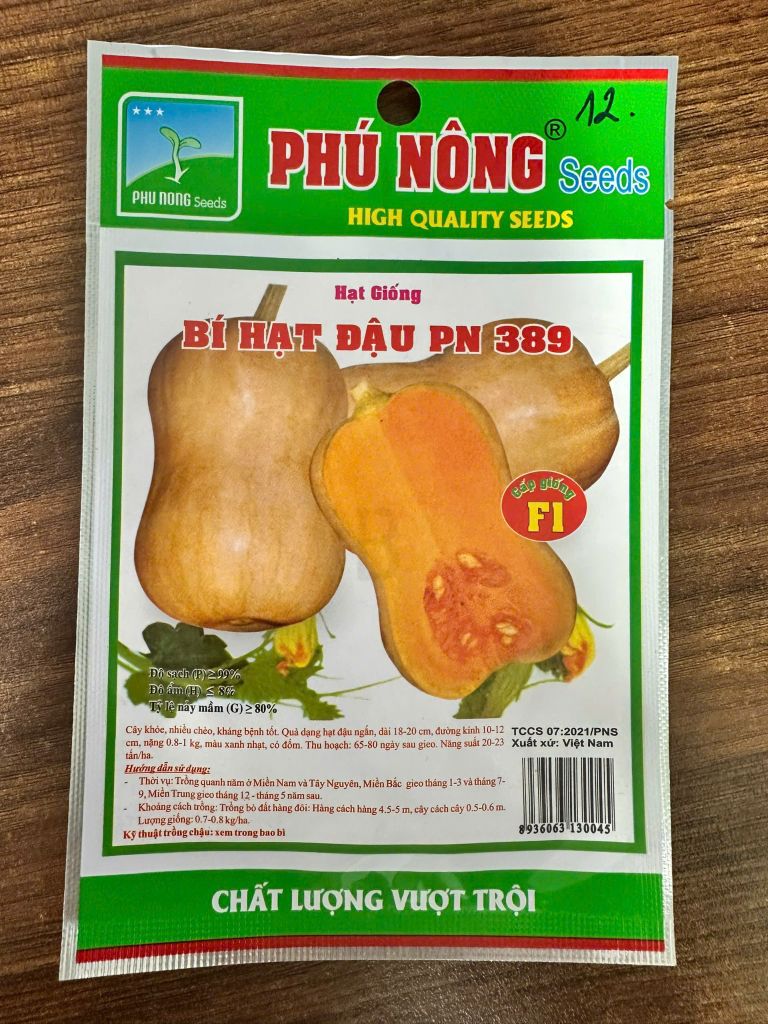 12.
PHU NONG Seeds
PHÚ NÔNG® Seeds
HIGH QUALITY SEEDS
Hạt Giống
BÍ HẠT ĐẬU PN 389
Cấp giống
F1
Độ sạch (P) ≥ 99%
Độ ẩm (H) ≤ 8%
Tỷ lệ nảy mầm (G) ≥ 80%
Cây khỏe, nhiều chèo, kháng bệnh tốt. Quả dạng hạt đậu ngắn, dài 18-20 cm, đường kính 10-12
cm, nặng 0.8-1 kg, màu xanh nhạt, có đốm. Thu hoạch: 65-80 ngày sau gieo. Năng suất 20-23
tấn/ha.
Hướng dẫn sử dụng:
- Thời vụ: Trồng quanh năm ở Miền Nam và Tây Nguyên, Miền Bắc gieo tháng 1-3 và tháng 7-
9, Miền Trung gieo tháng 12 - tháng 5 năm sau.
- Khoảng cách trồng: Trồng bò đất hàng đôi: Hàng cách hàng 4.5-5 m, cây cách cây 0.5-0.6 m.
Lượng giống: 0.7-0.8 kg/ha.
Kỹ thuật trồng chậu: xem trong bao bì
TCCS 07:2021/PNS
Xuất xứ: Việt Nam
8936063 130045
CHẤT LƯỢNG VƯỢT TRỘI